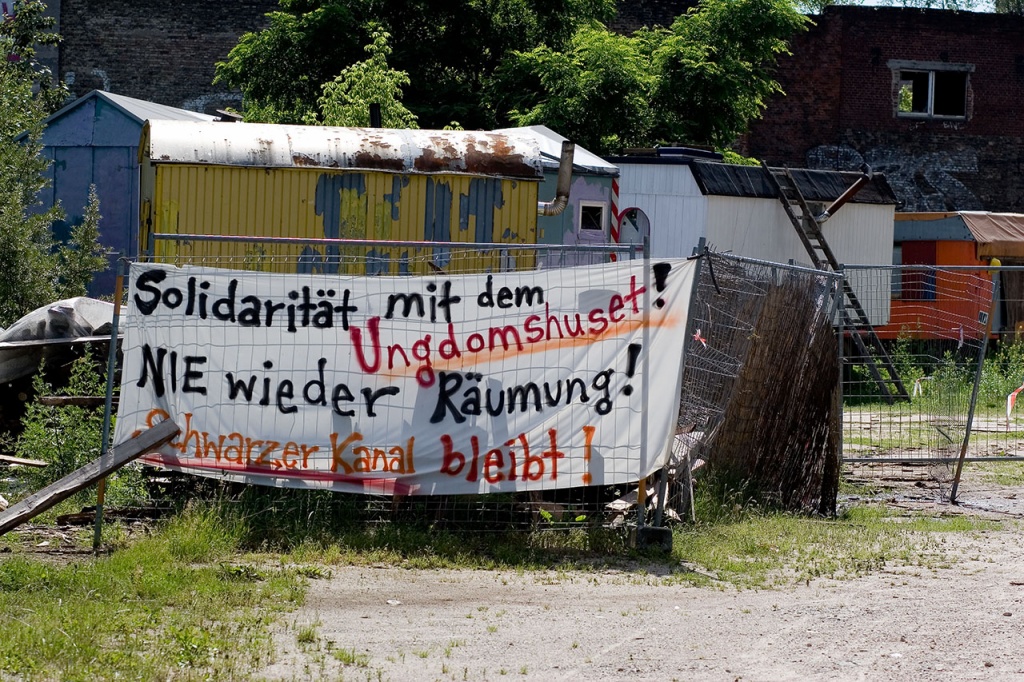 Solidarität mit dem
Ungdomshuset!
NIE wieder Räumung!
Schwarzer Kanal bleibt!